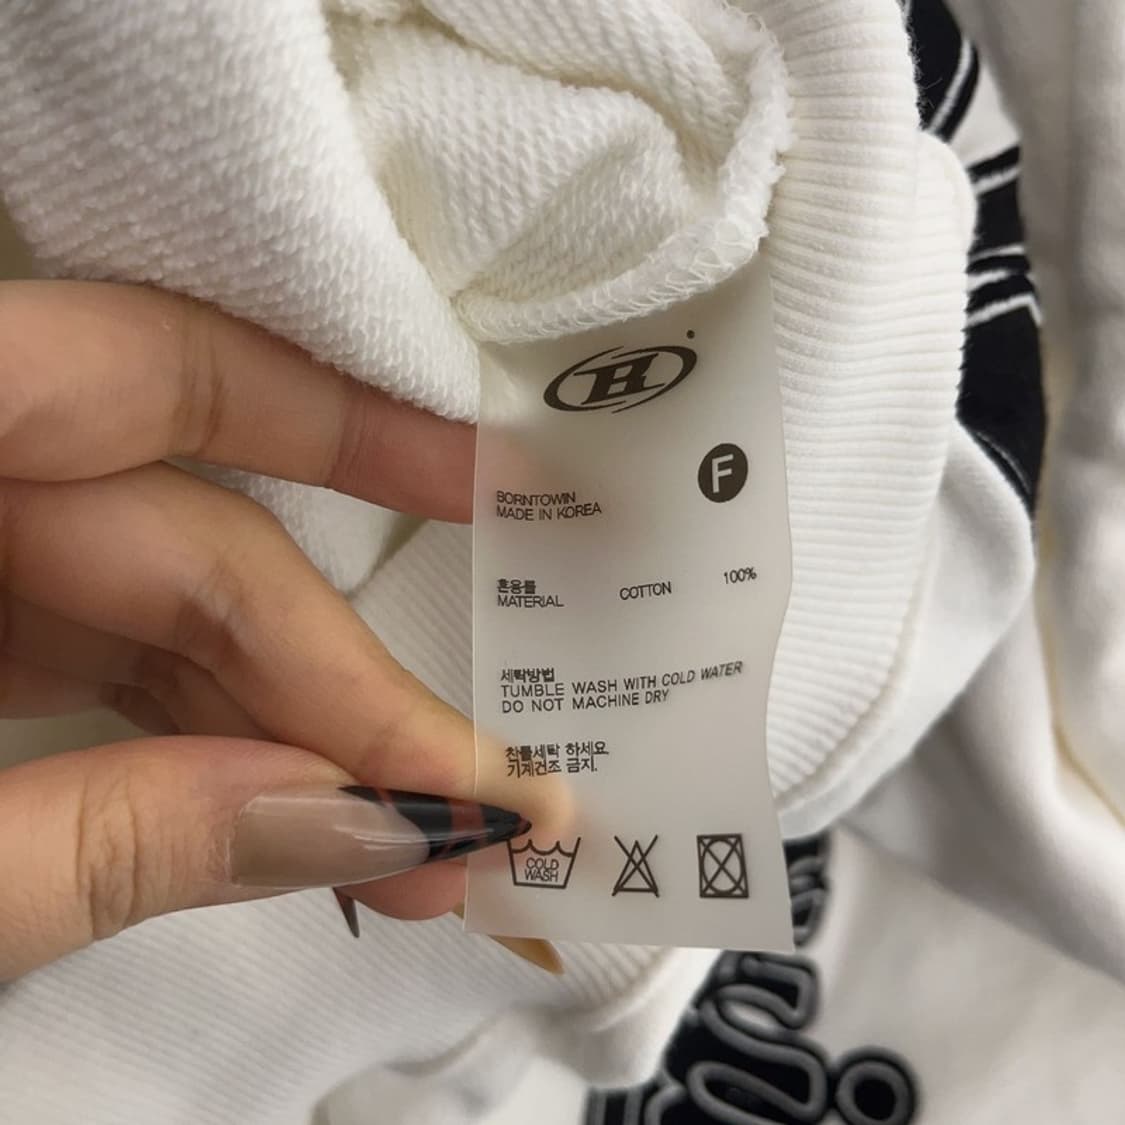 B
F
BORNTOWIN
MADE IN KOREA
혼용률
MATERIAL COTTON 100%
세탁방법
TUMBLE WASH WITH COLD WATER
DO NOT MACHINE DRY
찬물세탁 하세요.
기계건조 금지.
COLD
WASH